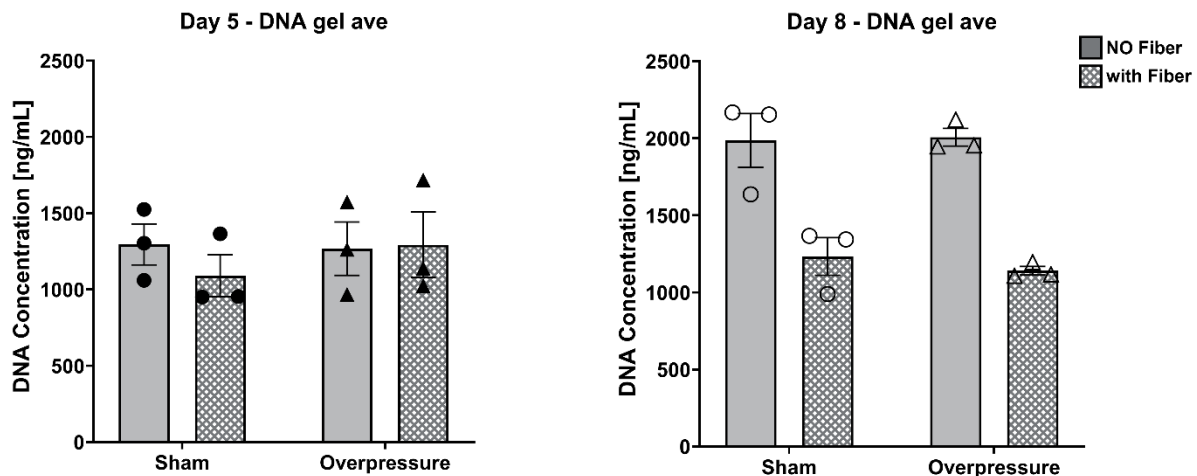 Day 5 - DNA gel ave
DNA Concentration [ng/mL]
2500
2000
1500
1000
500
0
Sham
Overpressure
Day 8 - DNA gel ave
NO Fiber
with Fiber
DNA Concentration [ng/mL]
2500
2000
1500
1000
500
0
Sham
Overpressure